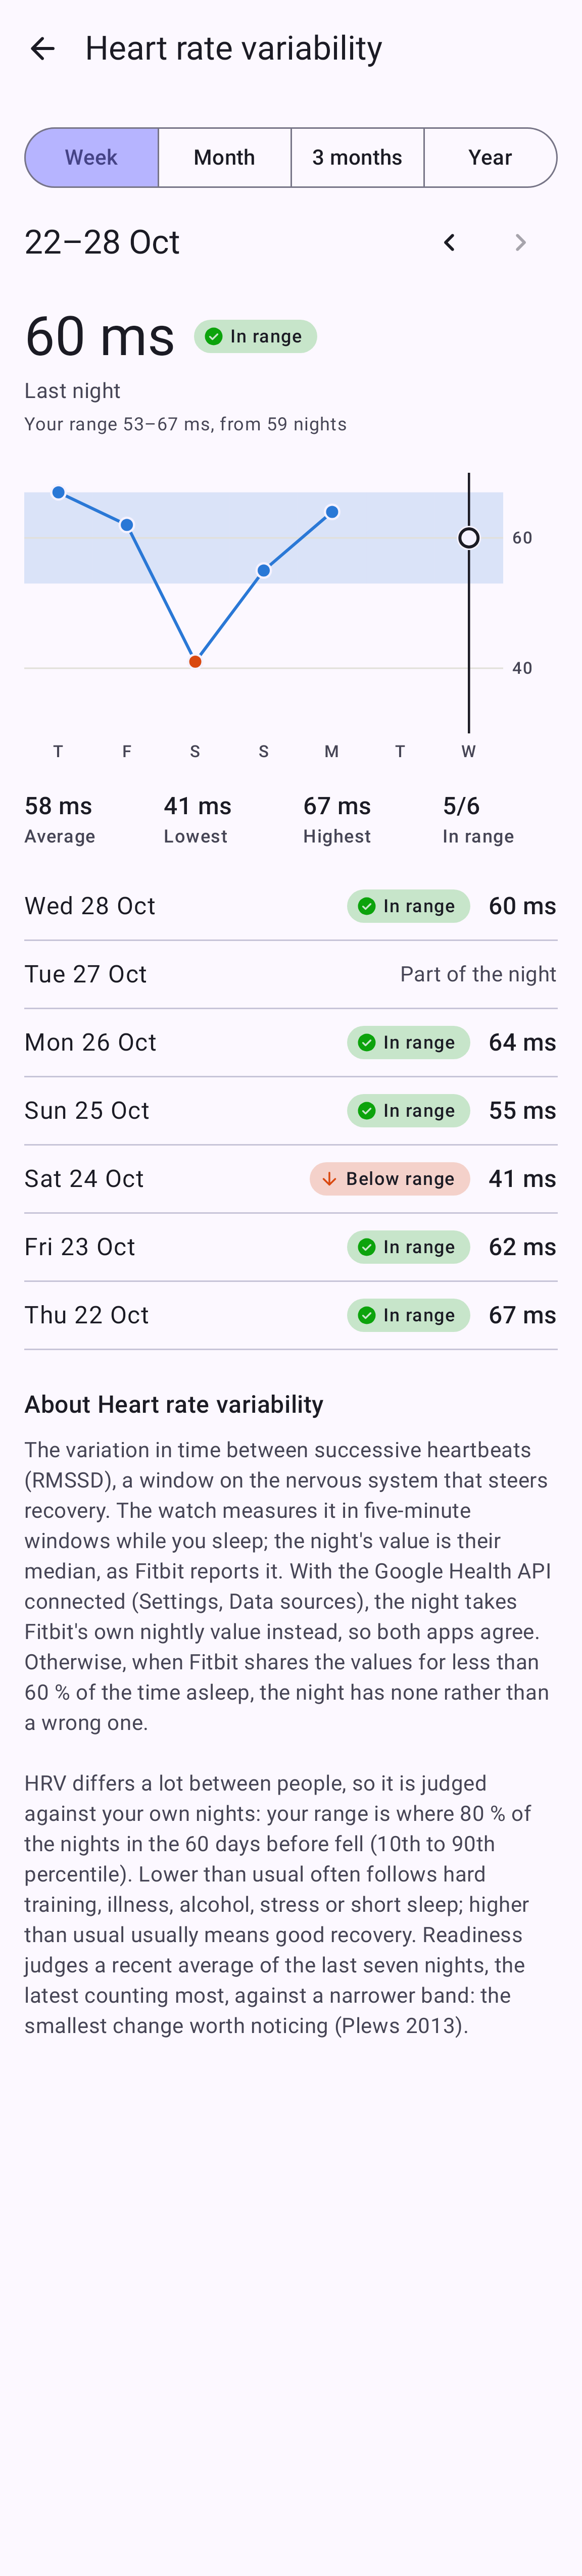 Heart rate variability
Week
Month
3 months
Year
22–28 Oct
60 ms
In range
Last night
Your range 53–67 ms, from 59 nights
60
40
T
F
S
S
M
T
W
58 ms
41 ms
67 ms
5/6
Average
Lowest
Highest
In range
Wed 28 Oct
In range
60 ms
Tue 27 Oct
Part of the night
Mon 26 Oct
In range
64 ms
Sun 25 Oct
In range
55 ms
Sat 24 Oct
Below range
41 ms
Fri 23 Oct
In range
62 ms
Thu 22 Oct
In range
67 ms
About Heart rate variability
The variation in time between successive heartbeats
(RMSSD), a window on the nervous system that steers
recovery. The watch measures it in five-minute
windows while you sleep; the night's value is their
median, as Fitbit reports it. With the Google Health API
connected (Settings, Data sources), the night takes
Fitbit's own nightly value instead, so both apps agree.
Otherwise, when Fitbit shares the values for less than
60 % of the time asleep, the night has none rather than
a wrong one.
HRV differs a lot between people, so it is judged
against your own nights: your range is where 80 % of
the nights in the 60 days before fell (10th to 90th
percentile). Lower than usual often follows hard
training, illness, alcohol, stress or short sleep; higher
than usual usually means good recovery. Readiness
judges a recent average of the last seven nights, the
latest counting most, against a narrower band: the
smallest change worth noticing (Plews 2013).